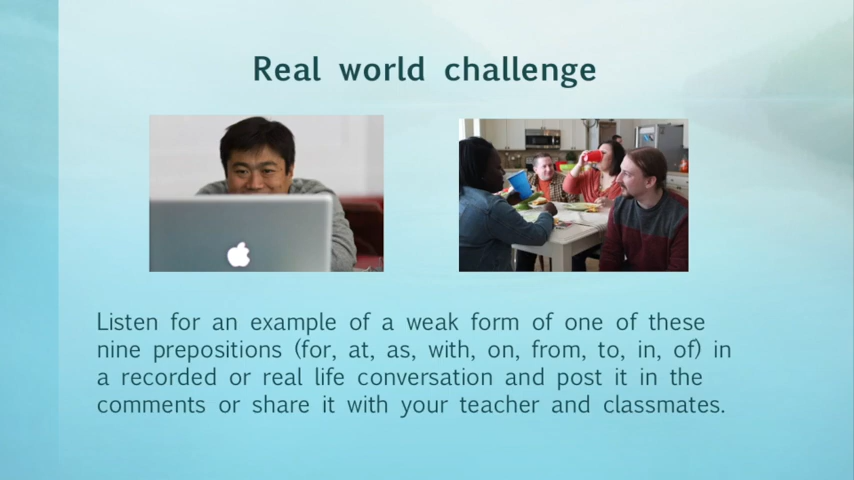 Real world challenge
Listen for an example of a weak form of one of these
nine prepositions (for, at, as, with, on, from, to, in, of) in
a recorded or real life conversation and post it in the
comments or share it with your teacher and classmates.